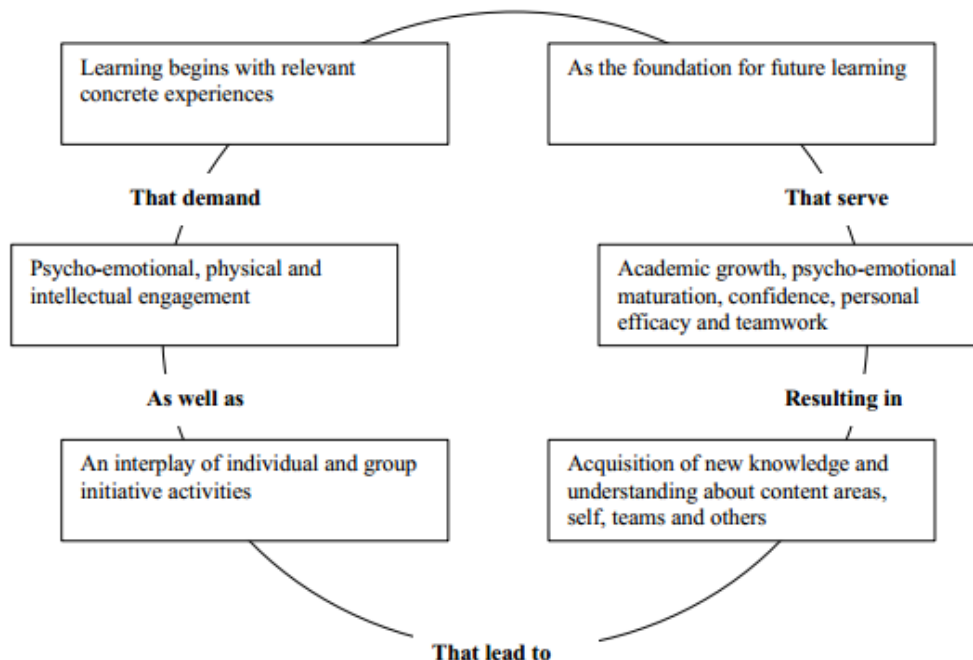 Learning begins with relevant
concrete experiences
That demand
Psycho-emotional, physical and
intellectual engagement
As well as
An interplay of individual and group
initiative activities
That lead to
Acquisition of new knowledge and
understanding about content areas,
self, teams and others
Resulting in
Academic growth, psycho-emotional
maturation, confidence, personal
efficacy and teamwork
That serve
As the foundation for future learning